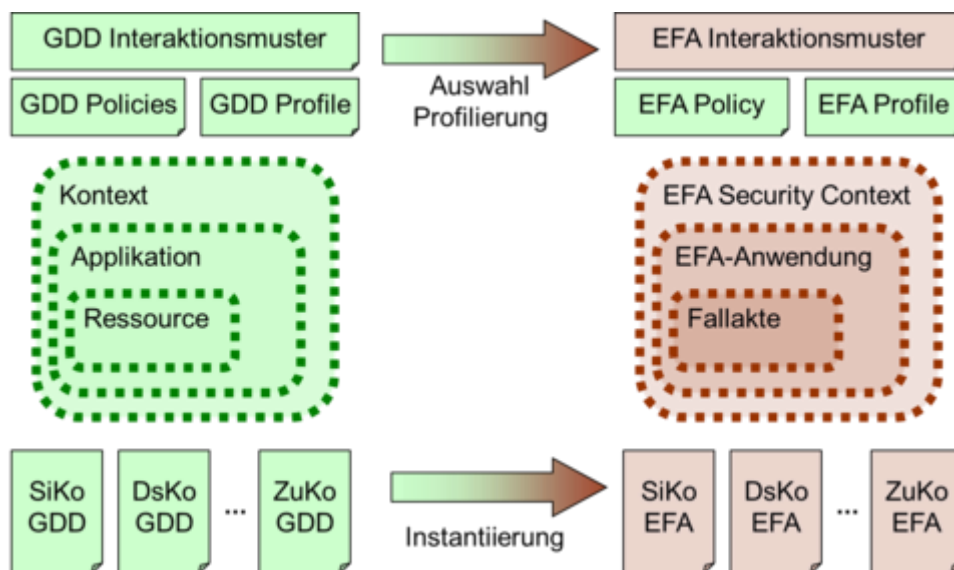 GDD Interaktionsmuster
EFA Interaktionsmuster
Auswahl
Profilierung
GDD Policies
GDD Profile
EFA Policy
EFA Profile
Kontext
Applikation
Ressource
EFA Security Context
EFA-Anwendung
Fallakte
SiKo
GDD
DsKo
GDD
...
ZuKo
GDD
Instantiierung
SiKo
EFA
DsKo
EFA
...
ZuKo
EFA